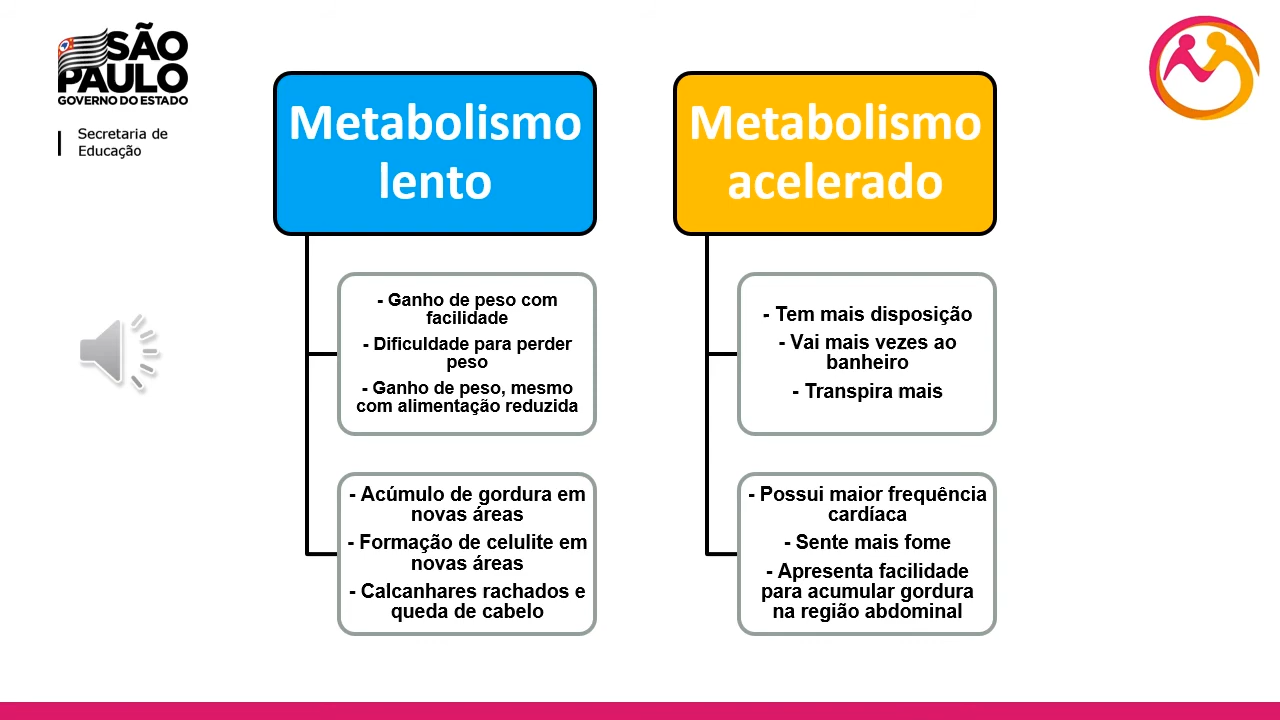 SÃO
PAULO
GOVERNO DO ESTADO
Secretaria de
Educação
Metabolismo
lento
- Ganho de peso com
facilidade
- Dificuldade para perder
peso
- Ganho de peso, mesmo
com alimentação reduzida
- Acúmulo de gordura em
novas áreas
- Formação de celulite em
novas áreas
- Calcanhares rachados e
queda de cabelo
Metabolismo
acelerado
- Tem mais disposição
- Vai mais vezes ao
banheiro
- Transpira mais
- Possui maior frequência
cardíaca
- Sente mais fome
- Apresenta facilidade
para acumular gordura
na região abdominal